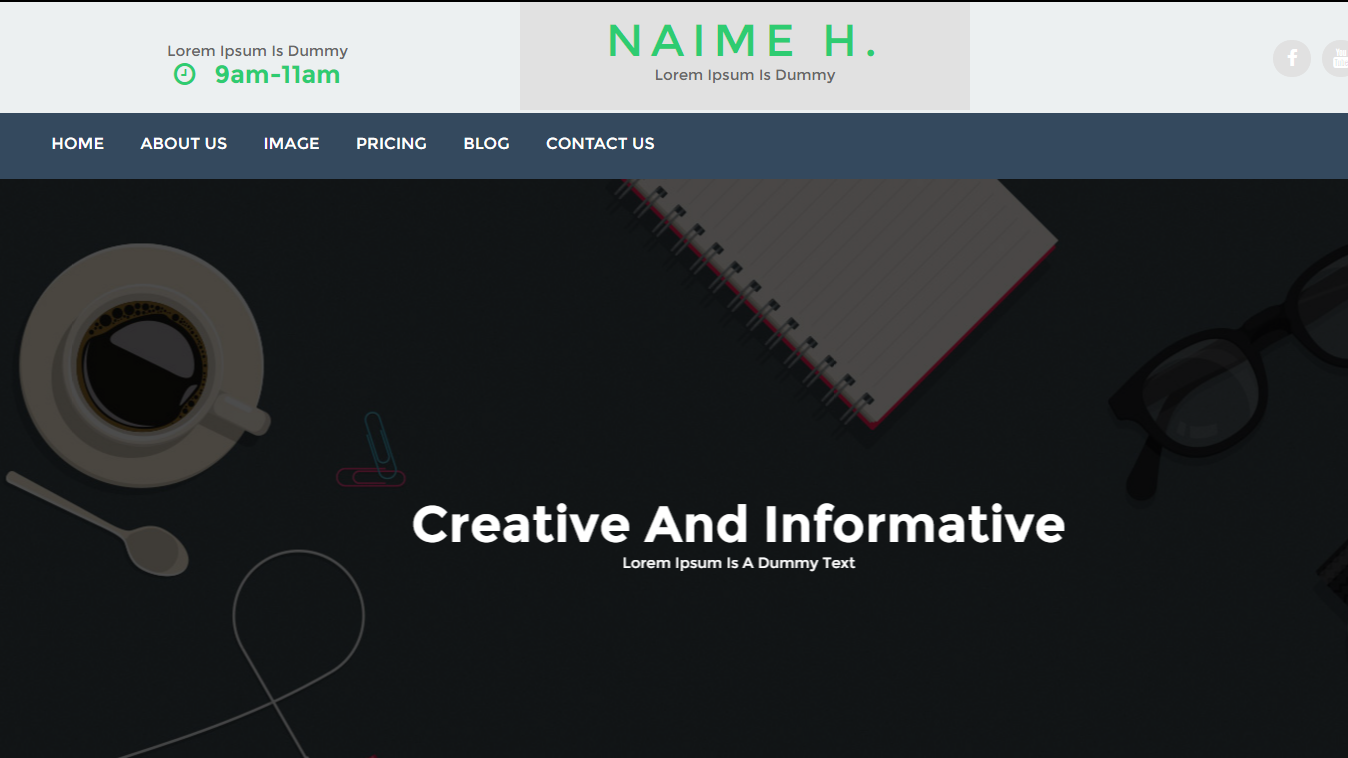 Lorem Ipsum Is Dummy
9am-11am
NAIME H.
Lorem Ipsum Is Dummy
HOME ABOUT US IMAGE PRICING BLOG CONTACT US
Creative And Informative
Lorem Ipsum Is A Dummy Text